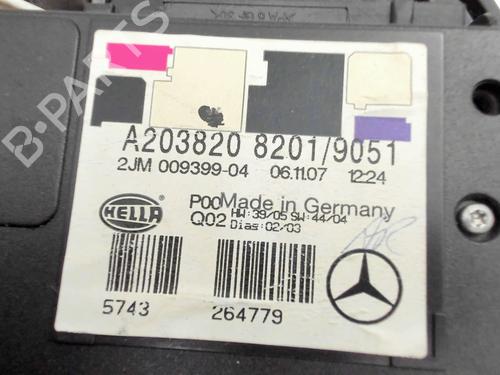 A203820 8201/9051
2JM 009399-04 06.11.07 12:24
HELLA
P00 Made in Germany
Q02 HW:39/05 SW:44/04
Dias:02/03
5743 264779
B-PARTS